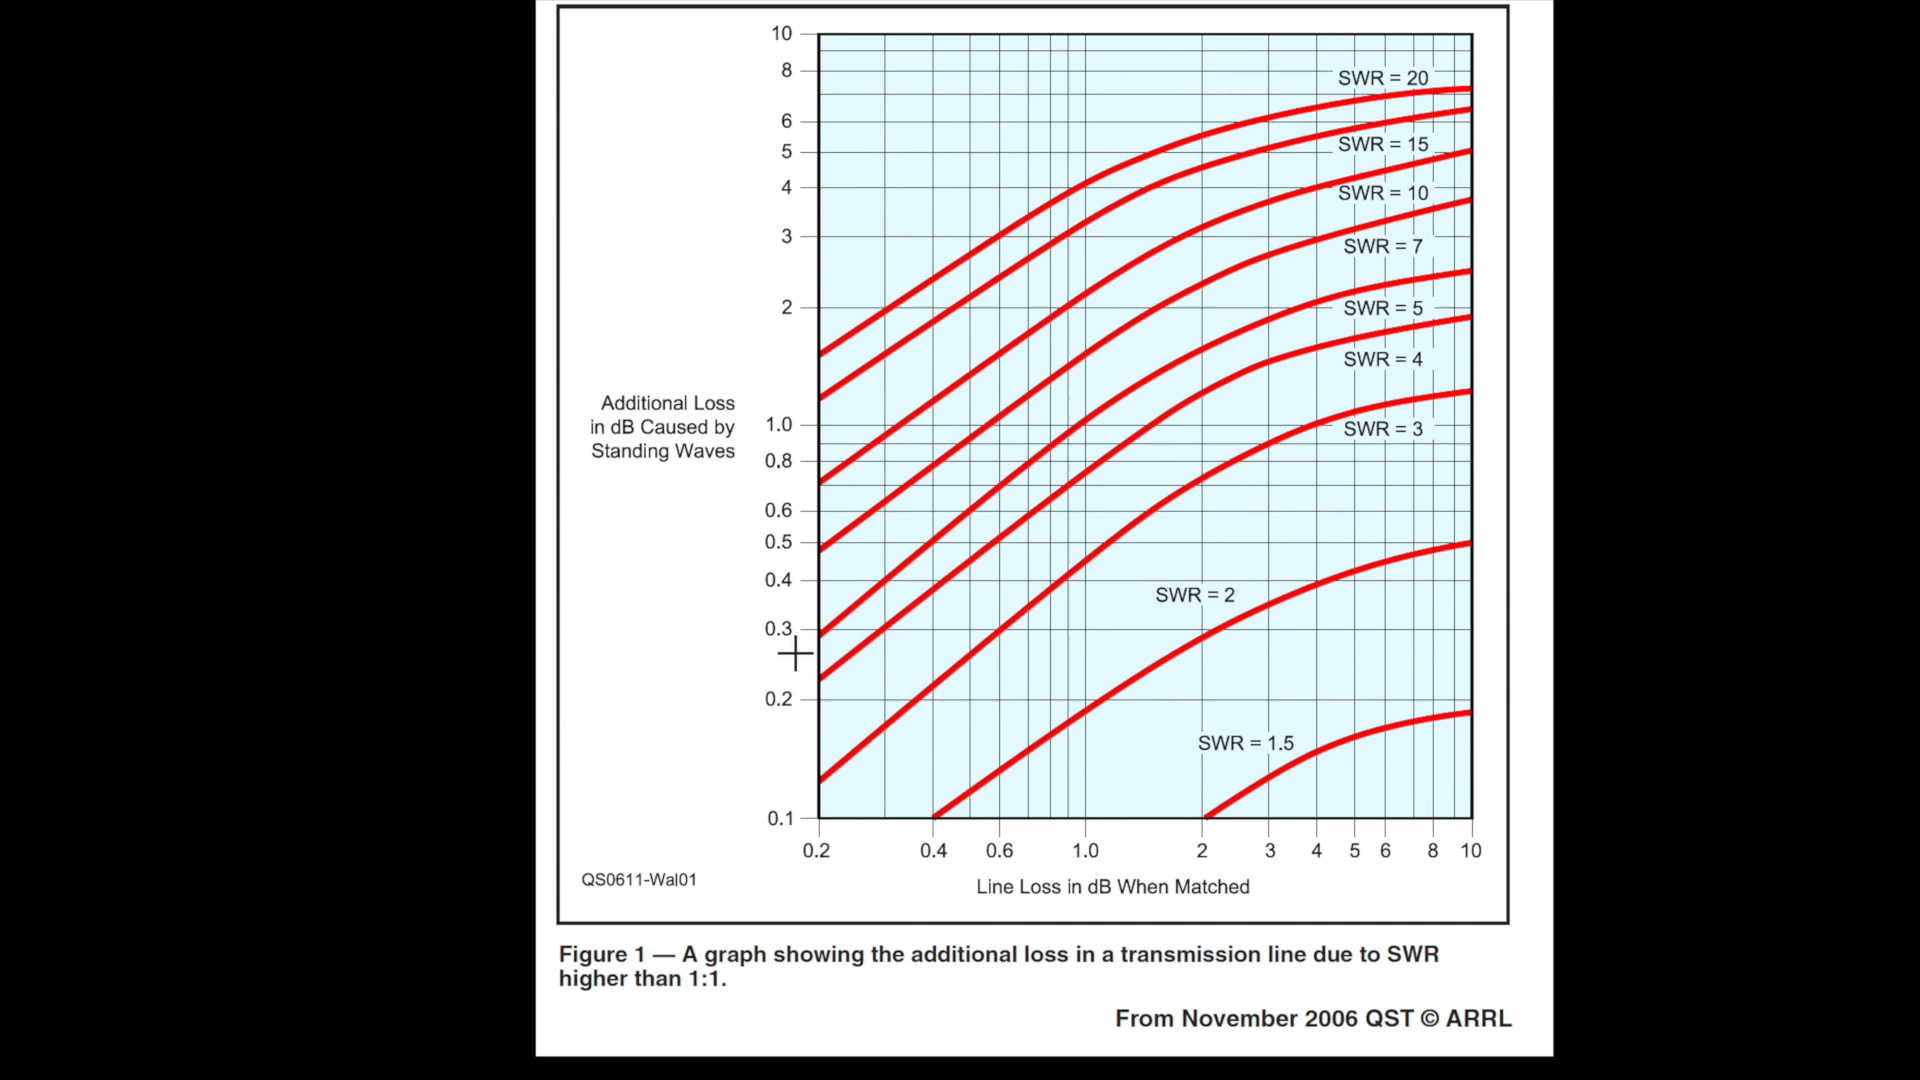 10
8
6
5
4
3
2
1.0
0.8
0.6
0.5
0.4
0.3
0.2
0.1
Additional Loss
in dB Caused by
Standing Waves
SWR = 20
SWR = 15
SWR = 10
SWR = 7
SWR = 5
SWR = 4
SWR = 3
SWR = 2
SWR = 1.5
0.2 0.4 0.6 1.0 2 3 4 5 6 8 10
QS0611-Wal01
Line Loss in dB When Matched
Figure 1 — A graph showing the additional loss in a transmission line due to SWR
higher than 1:1.
From November 2006 QST © ARRL